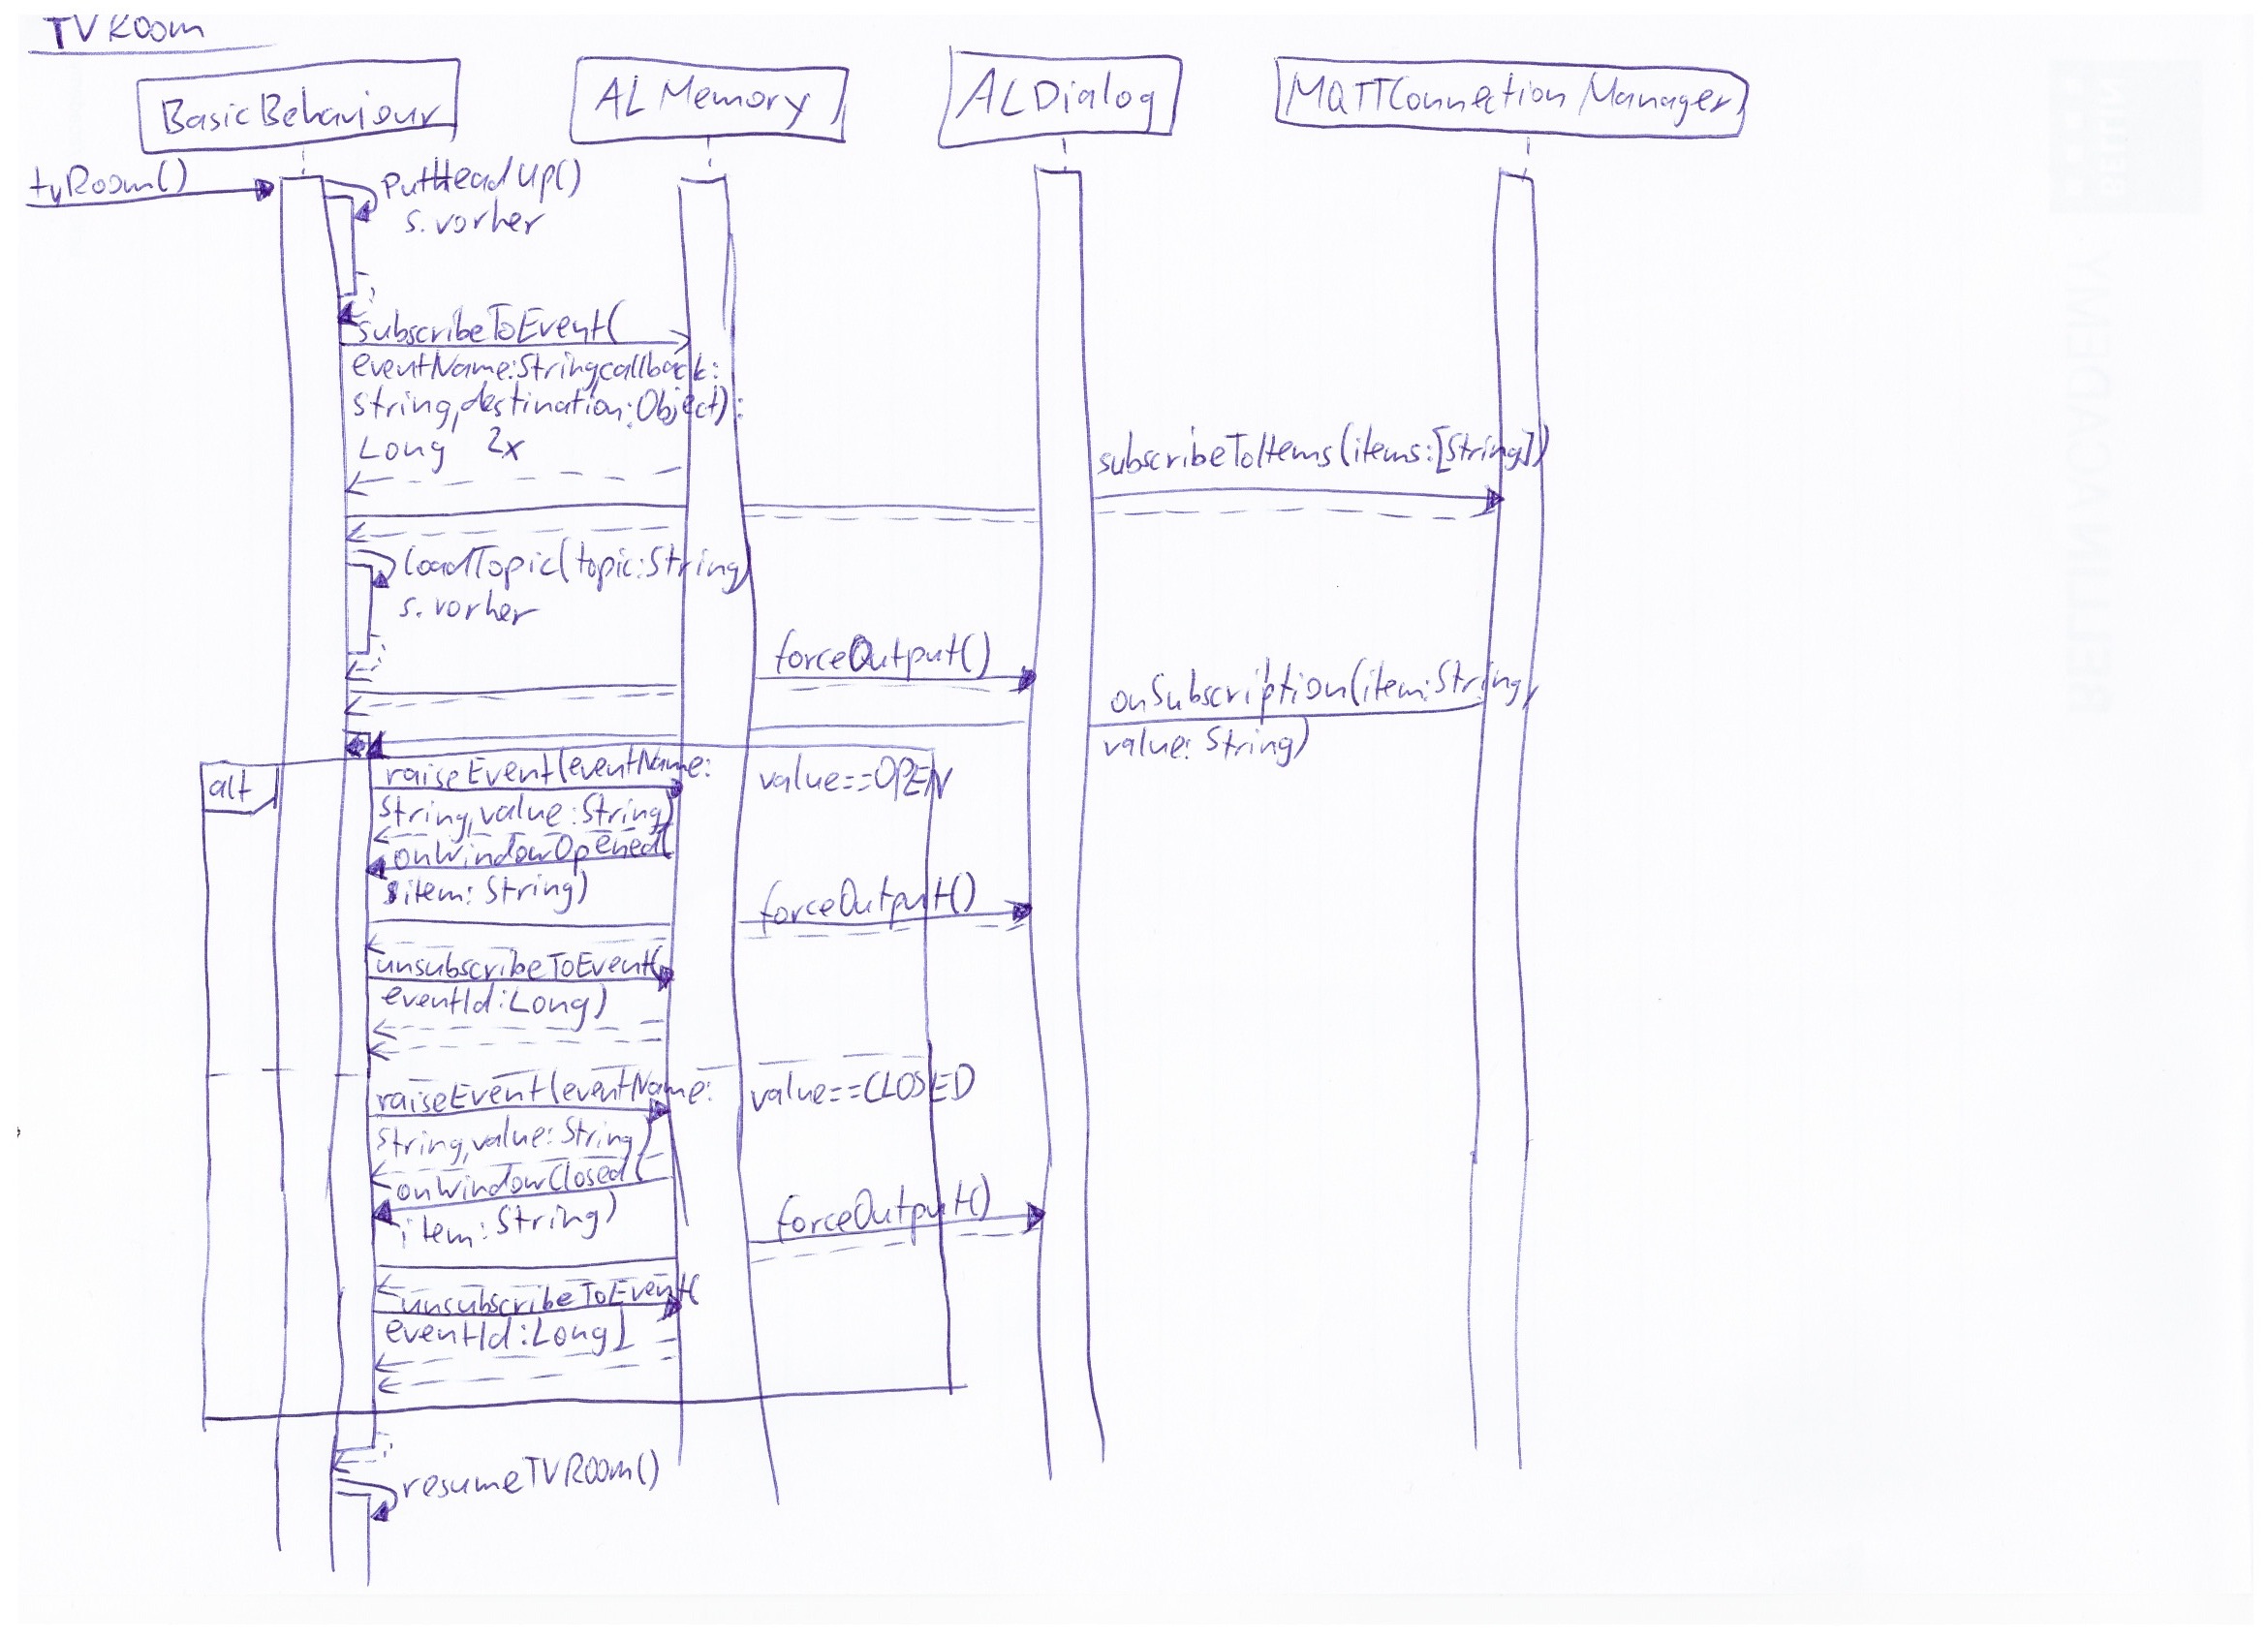 TV Room
BasicBehaviour
ALMemory
ALDialog
MQTTConnectionManager
tvRoom()
putHeadUp()
s. vorher
subscribeToEvent(
eventName:String,callback:
String,destination:Object):
Long 2x
subscribeToItems(items:[String])
loadTopic(topic:String)
s. vorher
forceOutput()
onSubscription(item:String,
value: String)
alt
raiseEvent(eventName:
value==OPEN
String,value:String)
onWindowOpened(
item: String)
forceOutput()
unsubscribeToEvent(
eventId:Long)
raiseEvent(eventName:
value==CLOSED
String,value:String)
onWindowClosed(
item: String)
forceOutput()
unsubscribeToEvent(
eventId:Long)
resumeTVRoom()